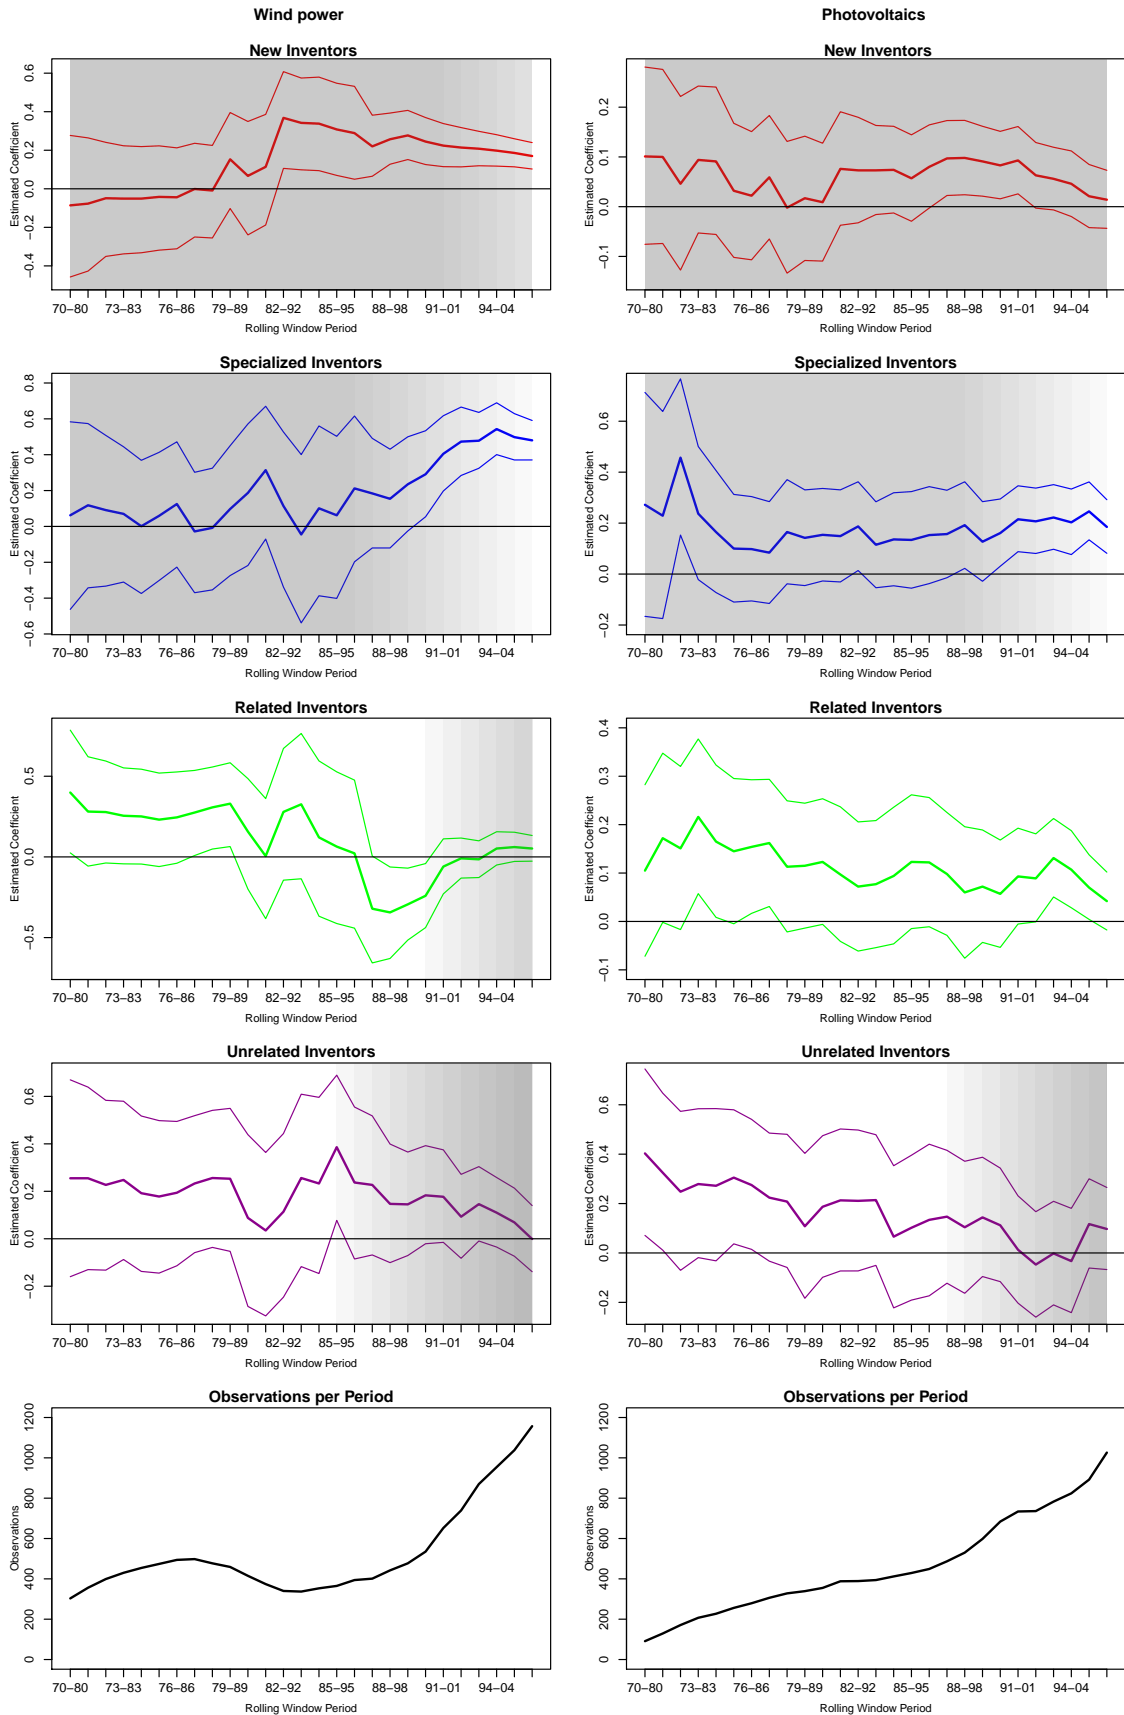 Wind power
Photovoltaics
New Inventors
Estimated Coefficient
0.6
0.4
0.2
0.0
−0.2
−0.4
70−80 73−83 76−86 79−89 82−92 85−95 88−98 91−01 94−04
Rolling Window Period
New Inventors
Estimated Coefficient
0.2
0.1
0.0
−0.1
70−80 73−83 76−86 79−89 82−92 85−95 88−98 91−01 94−04
Rolling Window Period
Specialized Inventors
Estimated Coefficient
0.8
0.6
0.4
0.2
0.0
−0.2
−0.4
−0.6
70−80 73−83 76−86 79−89 82−92 85−95 88−98 91−01 94−04
Rolling Window Period
Specialized Inventors
Estimated Coefficient
0.6
0.4
0.2
0.0
−0.2
70−80 73−83 76−86 79−89 82−92 85−95 88−98 91−01 94−04
Rolling Window Period
Related Inventors
Estimated Coefficient
0.5
0.0
−0.5
70−80 73−83 76−86 79−89 82−92 85−95 88−98 91−01 94−04
Rolling Window Period
Related Inventors
Estimated Coefficient
0.4
0.3
0.2
0.1
0.0
−0.1
70−80 73−83 76−86 79−89 82−92 85−95 88−98 91−01 94−04
Rolling Window Period
Unrelated Inventors
Estimated Coefficient
0.6
0.4
0.2
0.0
−0.2
70−80 73−83 76−86 79−89 82−92 85−95 88−98 91−01 94−04
Rolling Window Period
Unrelated Inventors
Estimated Coefficient
0.6
0.4
0.2
0.0
−0.2
70−80 73−83 76−86 79−89 82−92 85−95 88−98 91−01 94−04
Rolling Window Period
Observations per Period
Observations
1200
1000
800
600
400
200
0
70−80 73−83 76−86 79−89 82−92 85−95 88−98 91−01 94−04
Rolling Window Period
Observations per Period
Observations
1200
1000
800
600
400
200
0
70−80 73−83 76−86 79−89 82−92 85−95 88−98 91−01 94−04
Rolling Window Period